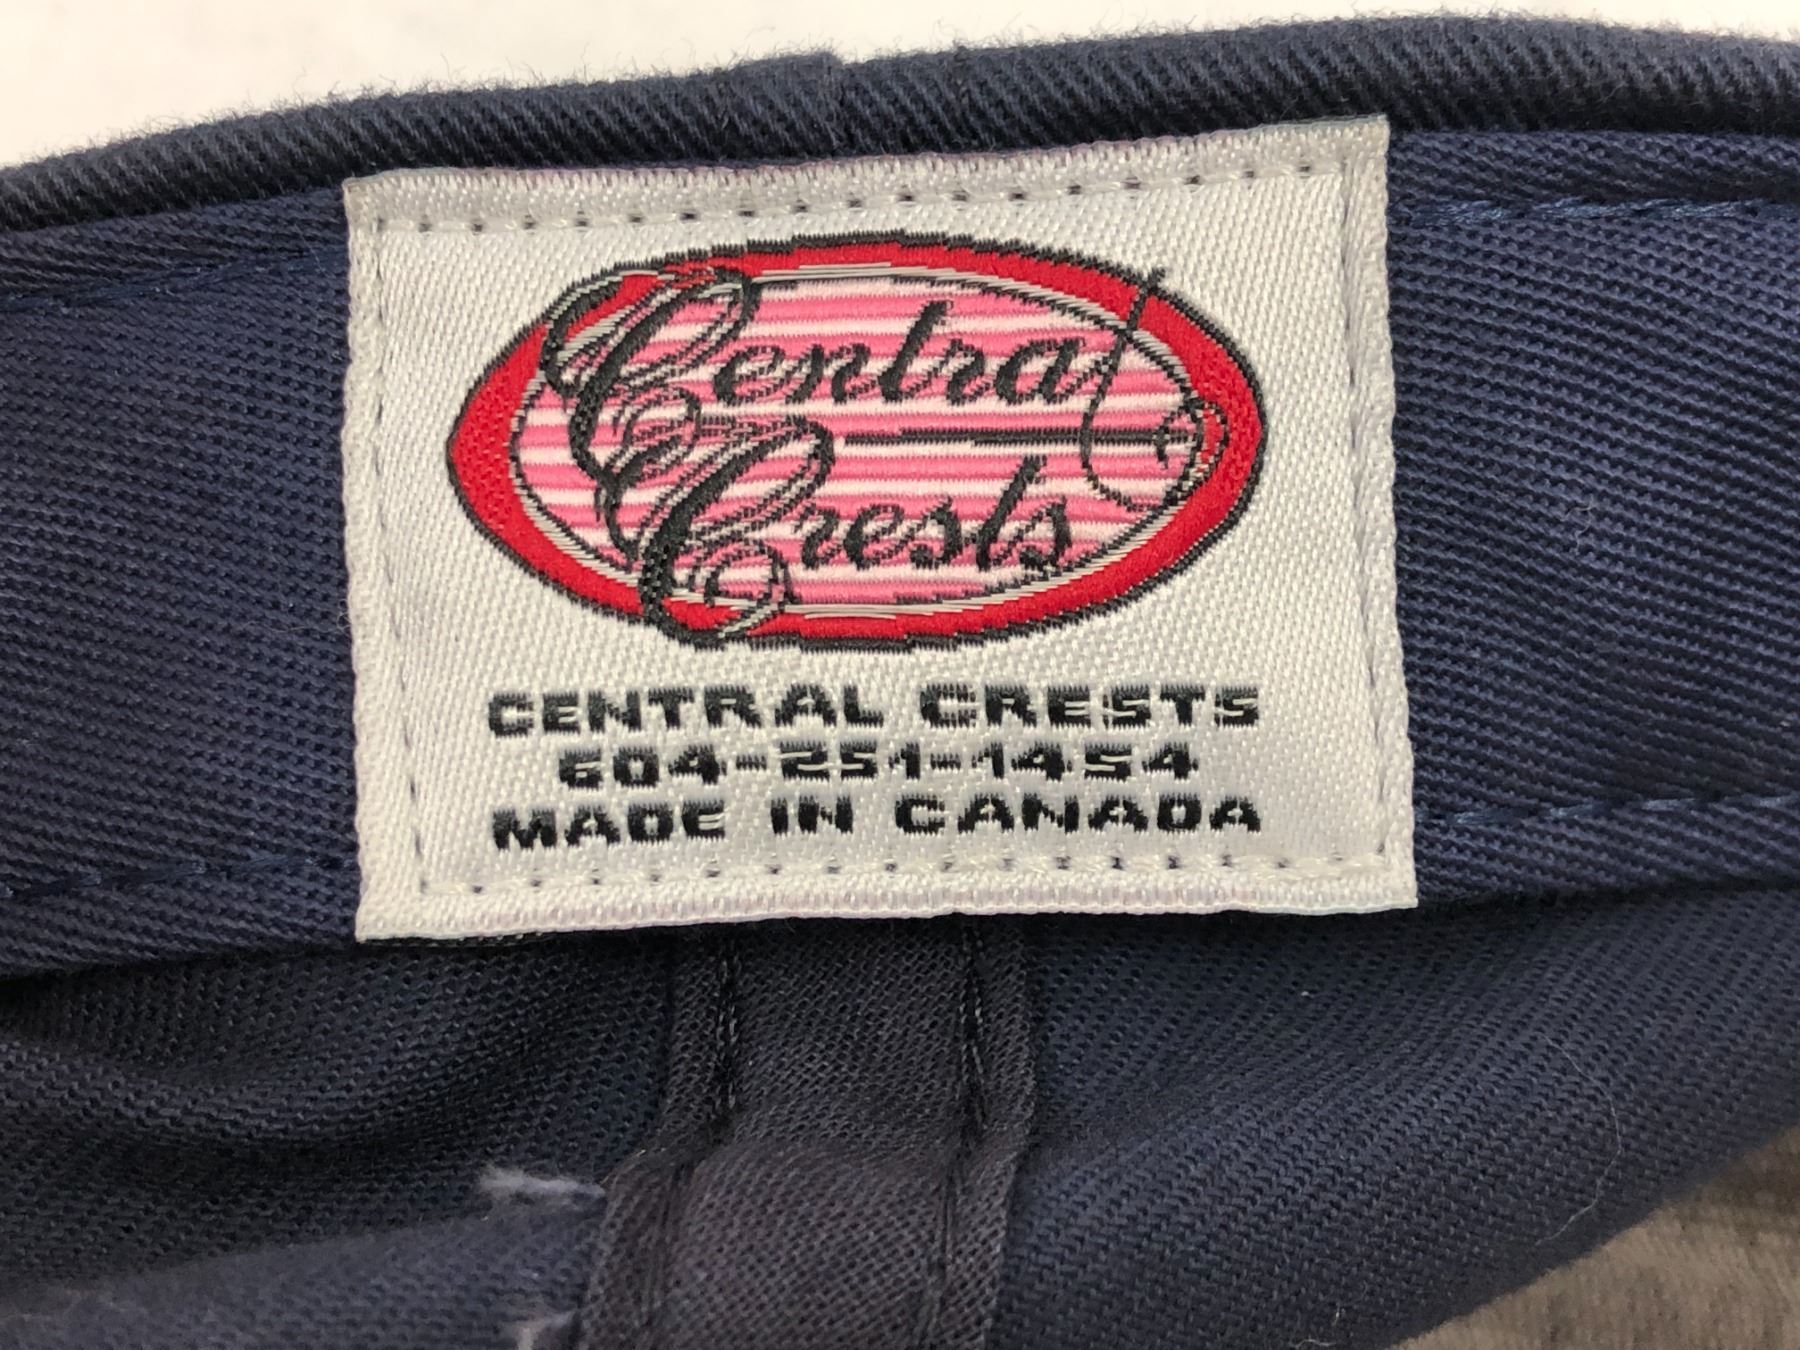 Central
Crests
CENTRAL CRESTS
604-251-1454
MADE IN CANADA